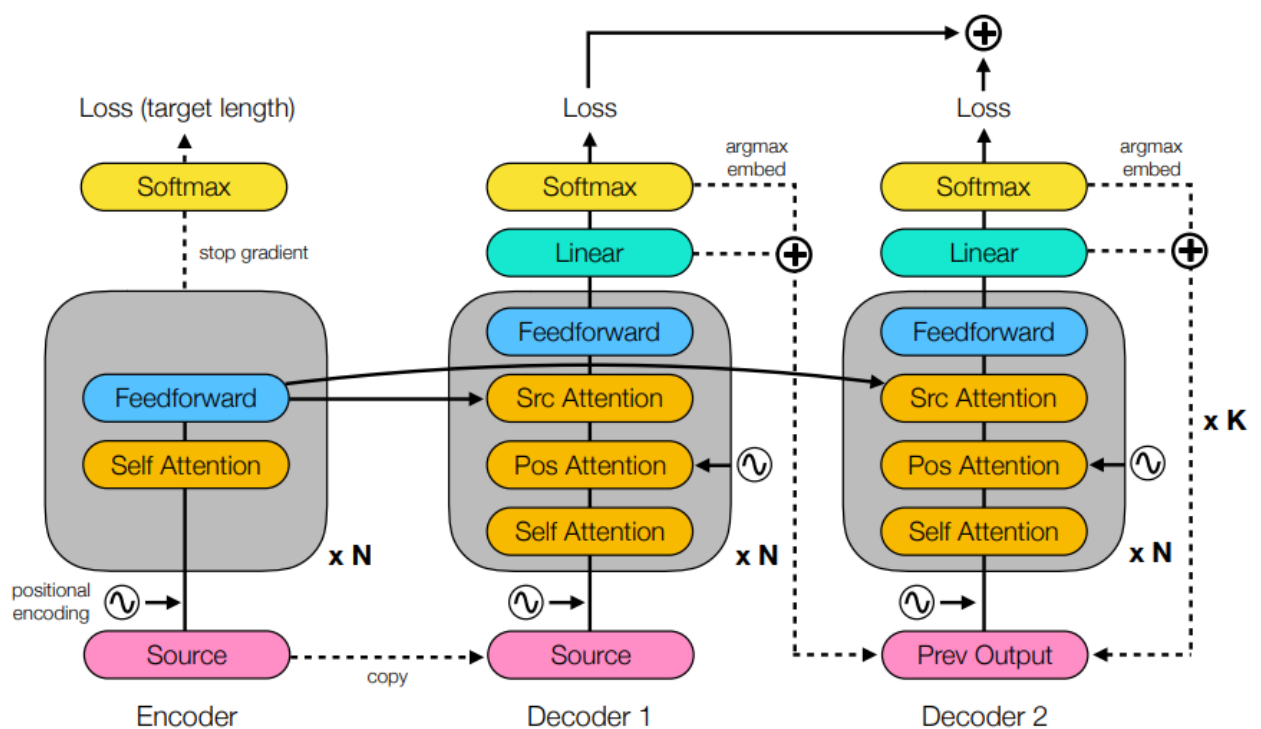 Loss (target length)
Softmax
stop gradient
Feedforward
Self Attention
x N
positional
encoding
Source
Encoder
copy
Loss
argmax
embed
Softmax
Linear
Feedforward
Src Attention
Pos Attention
Self Attention
x N
Source
Decoder 1
Loss
argmax
embed
Softmax
Linear
Feedforward
Src Attention
Pos Attention
Self Attention
x N
x K
Prev Output
Decoder 2